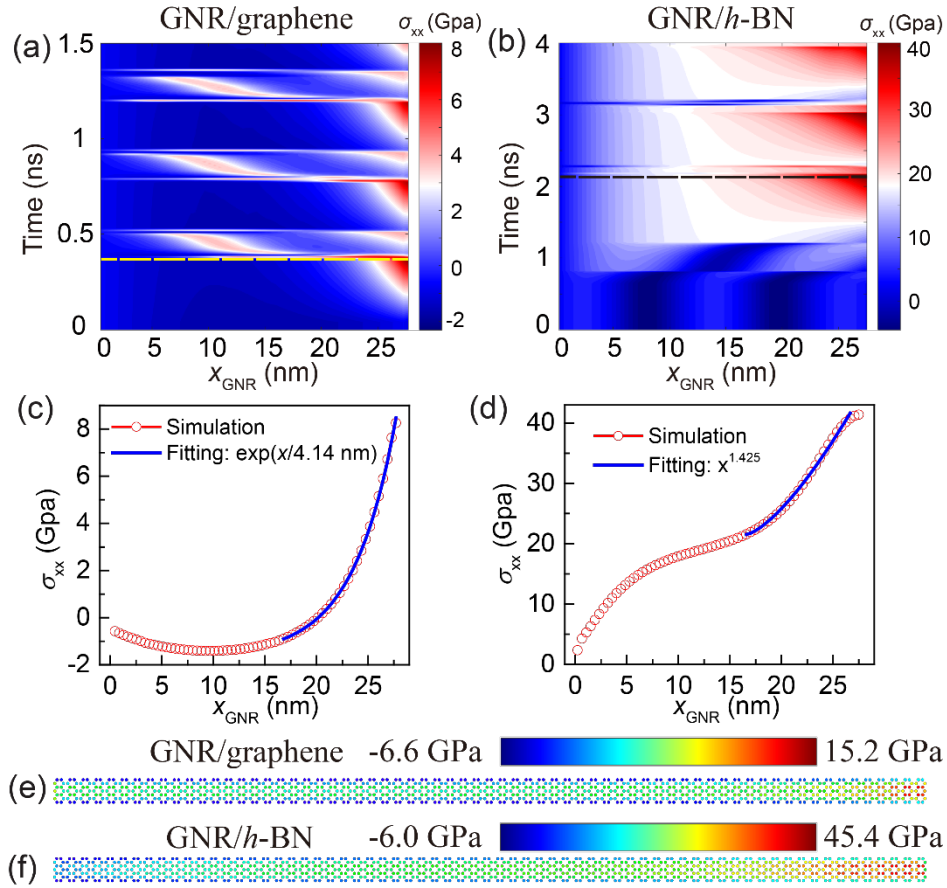 (a) GNR/graphene σxx (Gpa)
Time (ns)
1.5
1
0.5
0
0 5 10 15 20 25
xGNR (nm)
8
6
4
2
0
-2
(b) GNR/h-BN σxx (Gpa)
Time (ns)
4
3
2
1
0
0 5 10 15 20 25
xGNR (nm)
40
30
20
10
0
(c)
Simulation
Fitting: exp(x/4.14 nm)
σxx (Gpa)
8
6
4
2
0
-2
0 5 10 15 20 25
xGNR (nm)
(d)
Simulation
Fitting: x^1.425
σxx (Gpa)
40
30
20
10
0
0 5 10 15 20 25
xGNR (nm)
GNR/graphene -6.6 GPa 15.2 GPa
(e)
GNR/h-BN -6.0 GPa 45.4 GPa
(f)